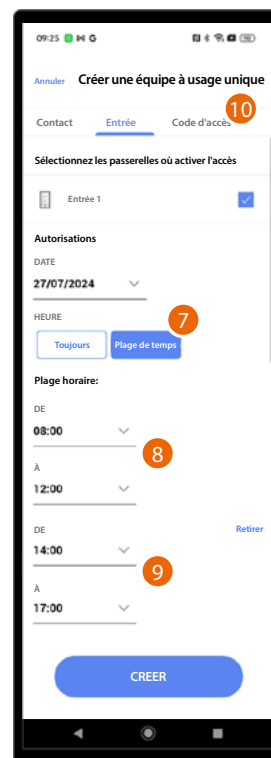 09:25
Annuler Créer une équipe à usage unique
Contact Entrée Code d'accès
10
Sélectionnez les passerelles où activer l'accès
Entrée 1
Autorisations
DATE
27/07/2024
HEURE
7
Toujours Plage de temps
Plage horaire:
DE
08:00
8
À
12:00
DE Retirer
14:00
9
À
17:00
CREER